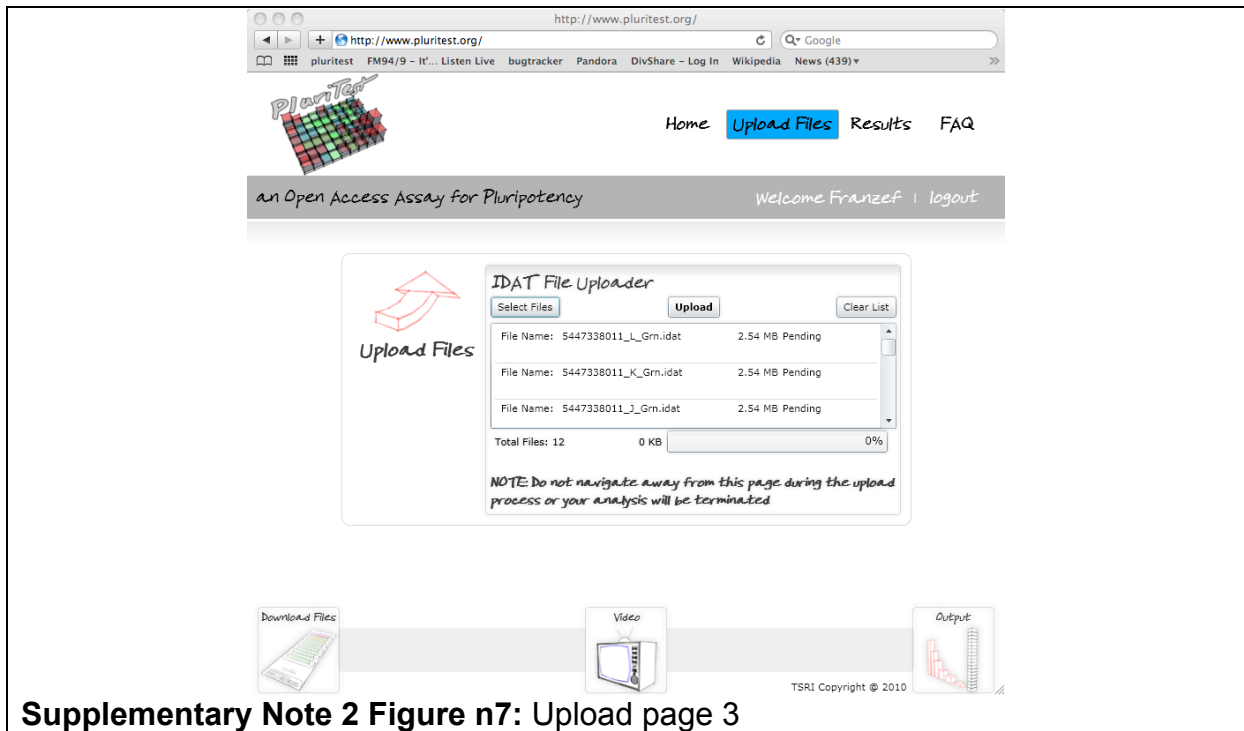 http://www.pluritest.org/
http://www.pluritest.org/ Google
pluritest FM94/9 – It'... Listen Live bugtracker Pandora DivShare – Log In Wikipedia News (439)
PluriTest
Home Upload Files Results FAQ
an Open Access Assay for Pluripotency Welcome Franzef | logout
IDAT File Uploader
Select Files Upload Clear List
Upload Files
File Name: 5447338011_L_Grn.idat 2.54 MB Pending
File Name: 5447338011_K_Grn.idat 2.54 MB Pending
File Name: 5447338011_J_Grn.idat 2.54 MB Pending
Total Files: 12 0 KB 0%
NOTE: Do not navigate away from this page during the upload
process or your analysis will be terminated
Download Files Video Output
TSRI Copyright @ 2010
Supplementary Note 2 Figure n7: Upload page 3